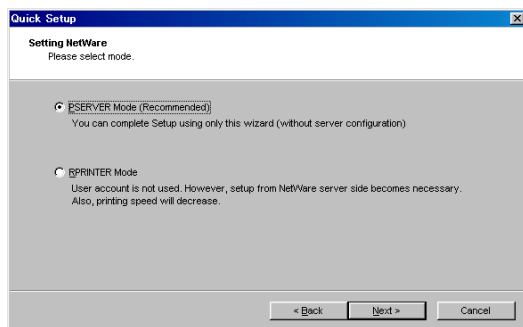 Quick Setup
Setting NetWare
Please select mode.
PSERVER Mode (Recommended)
You can complete Setup using only this wizard (without server configuration)
RPRINTER Mode
User account is not used. However, setup from NetWare server side becomes necessary.
Also, printing speed will decrease.
< Back Next > Cancel